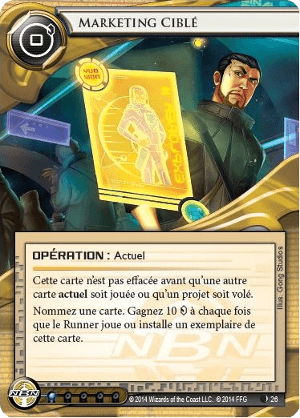 MARKETING CIBLÉ
0
OPÉRATION : Actuel
Cette carte n'est pas effacée avant qu'une autre
carte actuel soit jouée ou qu'un projet soit volé.
Nommez une carte. Gagnez 10 à chaque fois
que le Runner joue ou installe un exemplaire de
cette carte.
Illus. Gong Studios
NBN
NBN
© 2014 Wizards of the Coast LLC. © 2014 FFG
26